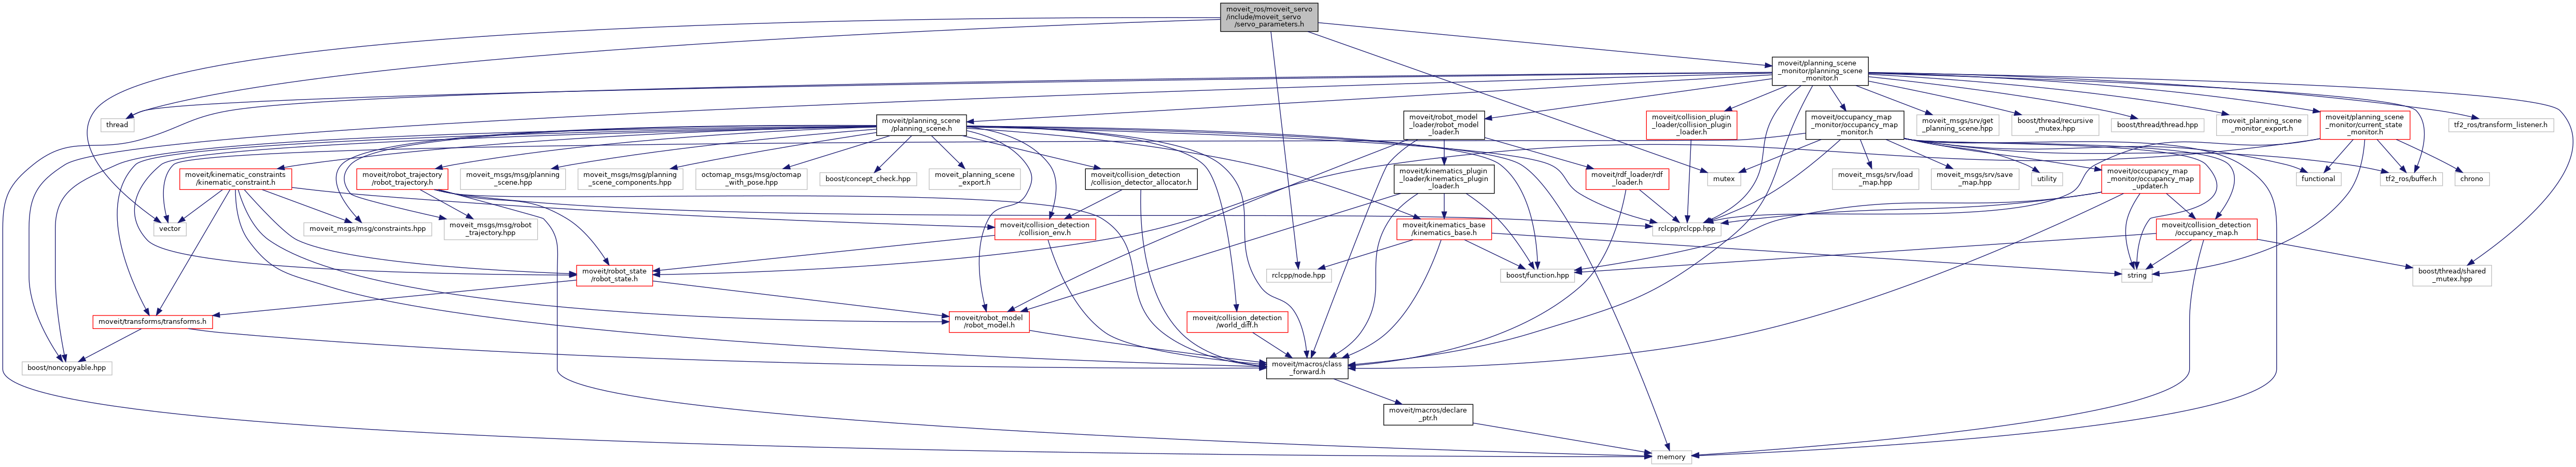 moveit_ros/moveit_servo
/include/moveit_servo
/servo_parameters.h
moveit/planning_scene
_monitor/planning_scene
_monitor.h
thread
moveit/planning_scene
/planning_scene.h
moveit/robot_model
_loader/robot_model
_loader.h
moveit/collision_plugin
_loader/collision_plugin
_loader.h
moveit/occupancy_map
_monitor/occupancy_map
_monitor.h
moveit_msgs/srv/get
_planning_scene.hpp
boost/thread/recursive
_mutex.hpp
boost/thread/thread.hpp
moveit_planning_scene
_monitor_export.h
moveit/planning_scene
_monitor/current_state
_monitor.h
tf2_ros/transform_listener.h
moveit/kinematic_constraints
/kinematic_constraint.h
moveit/robot_trajectory
/robot_trajectory.h
moveit_msgs/msg/planning
_scene.hpp
moveit_msgs/msg/planning
_scene_components.hpp
octomap_msgs/msg/octomap
_with_pose.hpp
boost/concept_check.hpp
moveit_planning_scene
_export.h
moveit/collision_detection
/collision_detector_allocator.h
moveit/kinematics_plugin
_loader/kinematics_plugin
_loader.h
moveit/rdf_loader/rdf
_loader.h
mutex
moveit_msgs/srv/load
_map.hpp
moveit_msgs/srv/save
_map.hpp
utility
moveit/occupancy_map
_monitor/occupancy_map
_updater.h
functional
tf2_ros/buffer.h
chrono
vector
moveit_msgs/msg/constraints.hpp
moveit_msgs/msg/robot
_trajectory.hpp
moveit/collision_detection
/collision_env.h
moveit/kinematics_base
/kinematics_base.h
rclcpp/rclcpp.hpp
moveit/collision_detection
/occupancy_map.h
moveit/robot_state
/robot_state.h
rclcpp/node.hpp
boost/function.hpp
string
boost/thread/shared
_mutex.hpp
moveit/transforms/transforms.h
moveit/robot_model
/robot_model.h
moveit/collision_detection
/world_diff.h
boost/noncopyable.hpp
moveit/macros/class
_forward.h
moveit/macros/declare
_ptr.h
memory